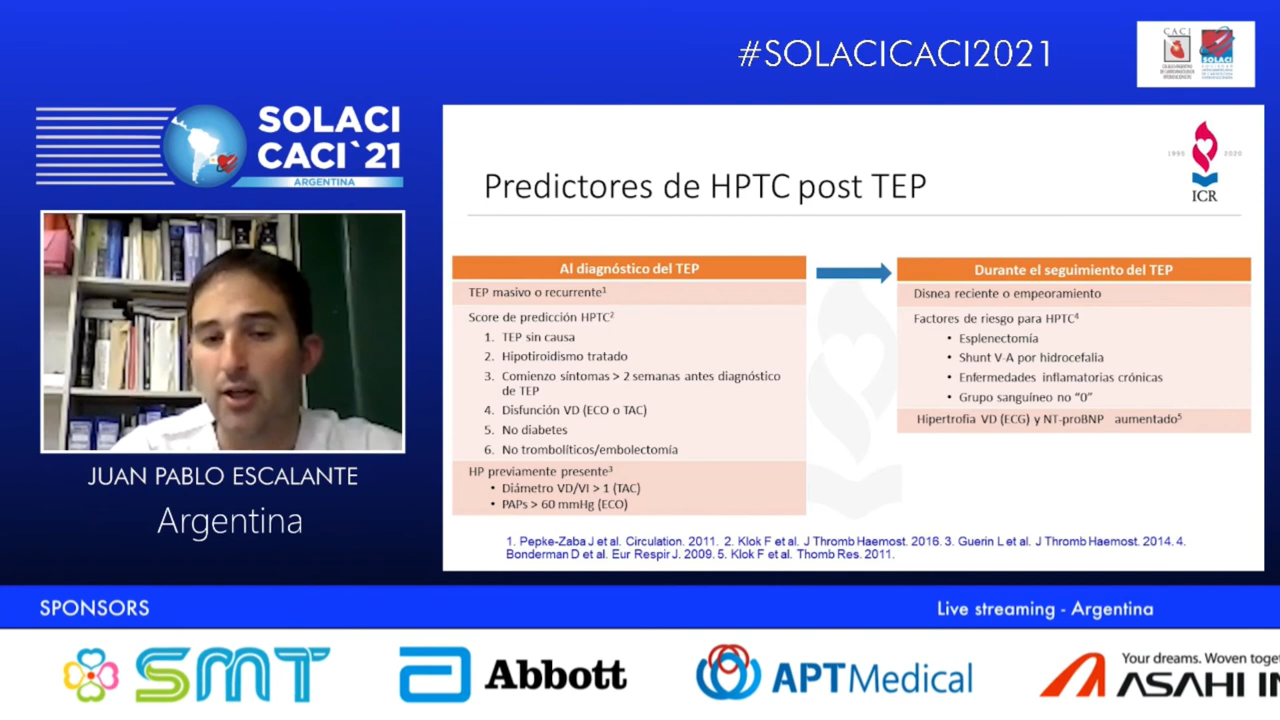 #SOLACICACI2021
CACI
SOLACI
SOLACI
CACI`21
ARGENTINA
1995 2020
ICR
Predictores de HPTC post TEP
Al diagnóstico del TEP
TEP masivo o recurrente¹
Score de predicción HPTC²
1. TEP sin causa
2. Hipotiroidismo tratado
3. Comienzo síntomas > 2 semanas antes diagnóstico
de TEP
4. Disfunción VD (ECO o TAC)
5. No diabetes
6. No trombolíticos/embolectomía
HP previamente presente³
• Diámetro VD/VI > 1 (TAC)
• PAPs > 60 mmHg (ECO)
Durante el seguimiento del TEP
Disnea reciente o empeoramiento
Factores de riesgo para HPTC⁴
• Esplenectomía
• Shunt V-A por hidrocefalia
• Enfermedades inflamatorias crónicas
• Grupo sanguíneo no “0”
Hipertrofia VD (ECG) y NT-proBNP aumentado⁵
1. Pepke-Zaba J et al. Circulation. 2011. 2. Klok F et al. J Thromb Haemost. 2016. 3. Guerin L et al. J Thromb Haemost. 2014. 4.
Bonderman D et al. Eur Respir J. 2009. 5. Klok F et al. Thomb Res. 2011.
JUAN PABLO ESCALANTE
Argentina
SPONSORS
Live streaming - Argentina
SMT
Abbott
APT Medical
Your dreams. Woven toge
ASAHI IN